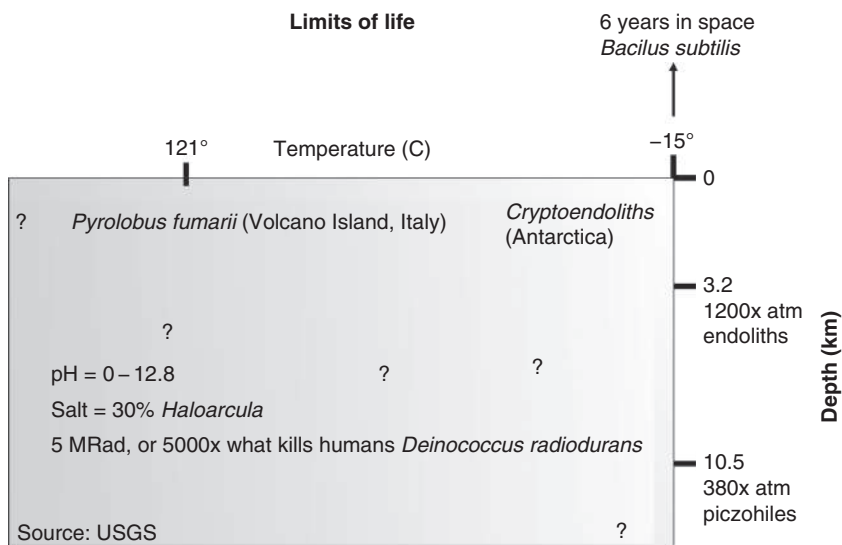 Limits of life
6 years in space
Bacilus subtilis
121°
Temperature (C)
–15°
0
?
Pyrolobus fumarii (Volcano Island, Italy)
Cryptoendoliths
(Antarctica)
3.2
1200x atm
endoliths
Depth (km)
?
?
?
pH = 0 – 12.8
Salt = 30% Haloarcula
5 MRad, or 5000x what kills humans Deinococcus radiodurans
10.5
380x atm
piczohiles
Source: USGS
?